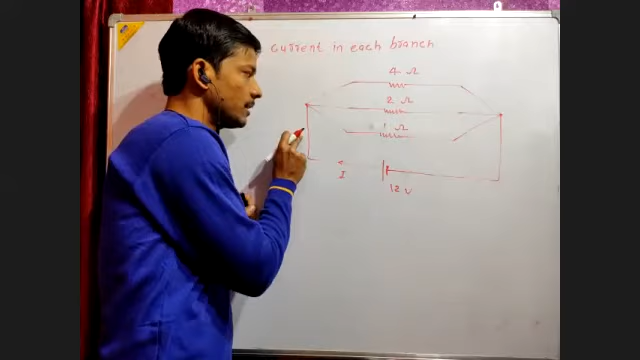 current in each branch
4 Ω
2 Ω
1 Ω
I
12 V